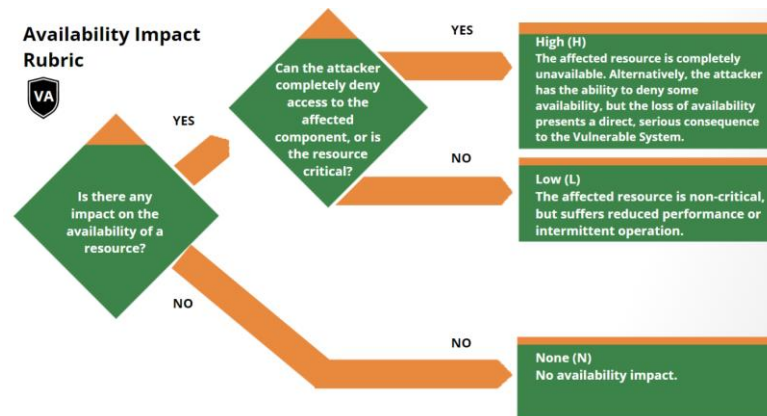 Availability Impact
Rubric
VA
YES
Is there any
impact on the
availability of a
resource?
NO
Can the attacker
completely deny
access to the
affected
component, or is
the resource
critical?
YES
High (H)
The affected resource is completely
unavailable. Alternatively, the attacker
has the ability to deny some
availability, but the loss of availability
presents a direct, serious consequence
to the Vulnerable System.
NO
Low (L)
The affected resource is non-critical,
but suffers reduced performance or
intermittent operation.
NO
None (N)
No availability impact.